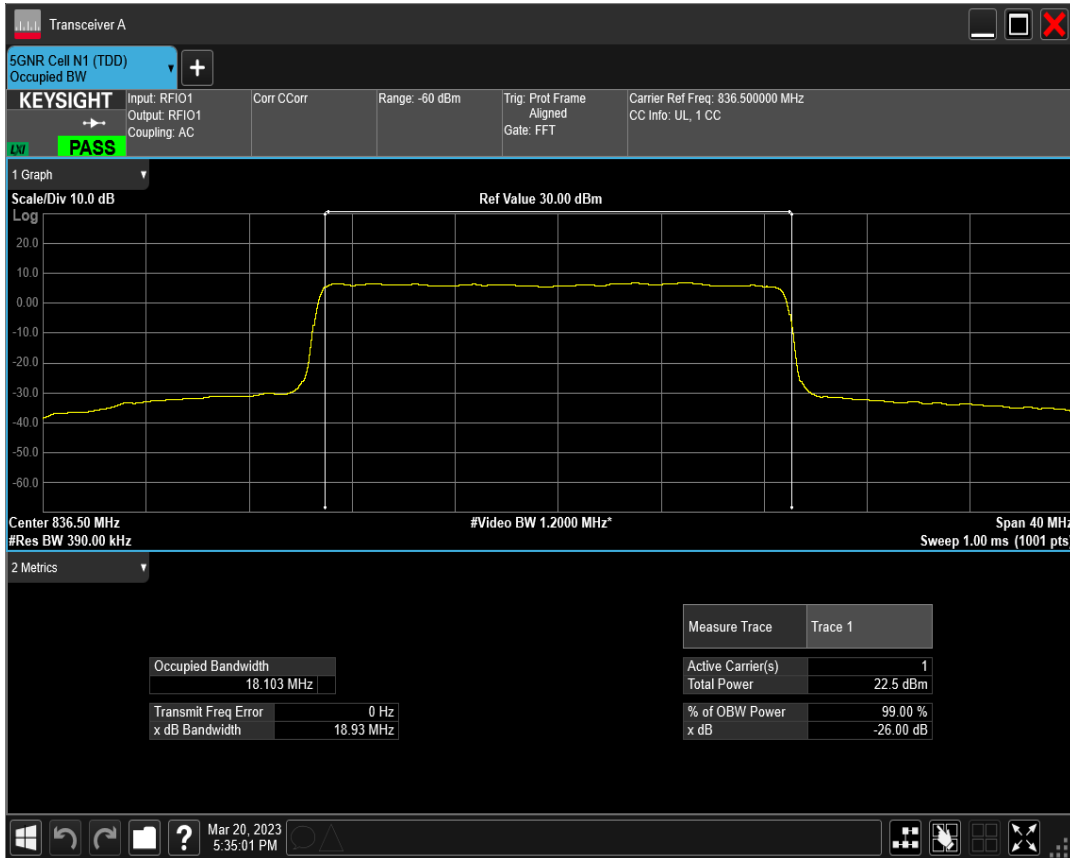 Transceiver A
5GNR Cell N1 (TDD)
Occupied BW
KEYSIGHT
LXI
PASS
Input: RFIO1
Output: RFIO1
Coupling: AC
Corr CCorr
Range: -60 dBm
Trig: Prot Frame
Aligned
Gate: FFT
Carrier Ref Freq: 836.500000 MHz
CC Info: UL, 1 CC
1 Graph
Scale/Div 10.0 dB
Ref Value 30.00 dBm
Log
20.0
10.0
0.00
-10.0
-20.0
-30.0
-40.0
-50.0
-60.0
Center 836.50 MHz
#Video BW 1.2000 MHz*
Span 40 MHz
#Res BW 390.00 kHz
Sweep 1.00 ms (1001 pts)
2 Metrics
Measure Trace Trace 1
Occupied Bandwidth
18.103 MHz
Active Carrier(s) 1
Total Power 22.5 dBm
Transmit Freq Error 0 Hz
x dB Bandwidth 18.93 MHz
% of OBW Power 99.00 %
x dB -26.00 dB
?
Mar 20, 2023
5:35:01 PM